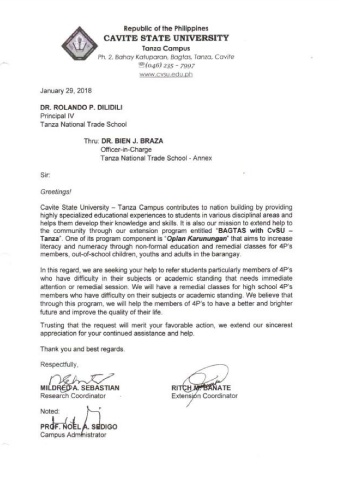 Republic of the Philippines
CAVITE STATE UNIVERSITY
Tanza Campus
Ph. 2, Bahay Katuparan, Bagtas, Tanza, Cavite
☎(046) 235 - 7997
www.cvsu.edu.ph
January 29, 2018
DR. ROLANDO P. DILIDILI
Principal IV
Tanza National Trade School
Thru: DR. BIEN J. BRAZA
Officer-in-Charge
Tanza National Trade School - Annex
Sir:
Greetings!
Cavite State University – Tanza Campus contributes to nation building by providing
highly specialized educational experiences to students in various disciplinal areas and
helps them develop their knowledge and skills. It is also our mission to extend help to
the community through our extension program entitled "BAGTAS with CvSU –
Tanza". One of its program component is "Oplan Karunungan" that aims to increase
literacy and numeracy through non-formal education and remedial classes for 4P's
members, out-of-school children, youths and adults in the barangay.
In this regard, we are seeking your help to refer students particularly members of 4P's
who have difficulty in their subjects or academic standing that needs immediate
attention or remedial session. We will have a remedial classes for high school 4P's
members who have difficulty on their subjects or academic standing. We believe that
through this program, we will help the members of 4P's to have a better and brighter
future and improve the quality of their life.
Trusting that the request will merit your favorable action, we extend our sincerest
appreciation for your continued assistance and help.
Thank you and best regards.
Respectfully,
MILDRED A. SEBASTIAN
Research Coordinator
RITCH M. BANATE
Extension Coordinator
Noted:
PROF. NOEL A. SEDIGO
Campus Administrator